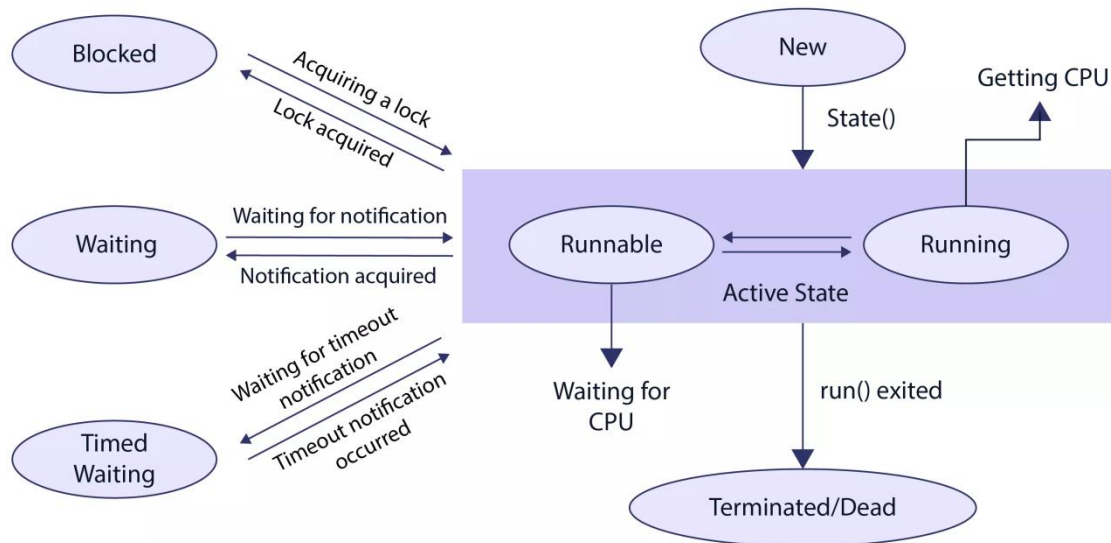 Blocked
New
Getting CPU
Acquiring a lock
Lock acquired
State()
Waiting for notification
Waiting
Notification acquired
Runnable
Running
Active State
Waiting for timeout
notification
Timeout notification
occurred
Waiting for
CPU
run() exited
Timed
Waiting
Terminated/Dead